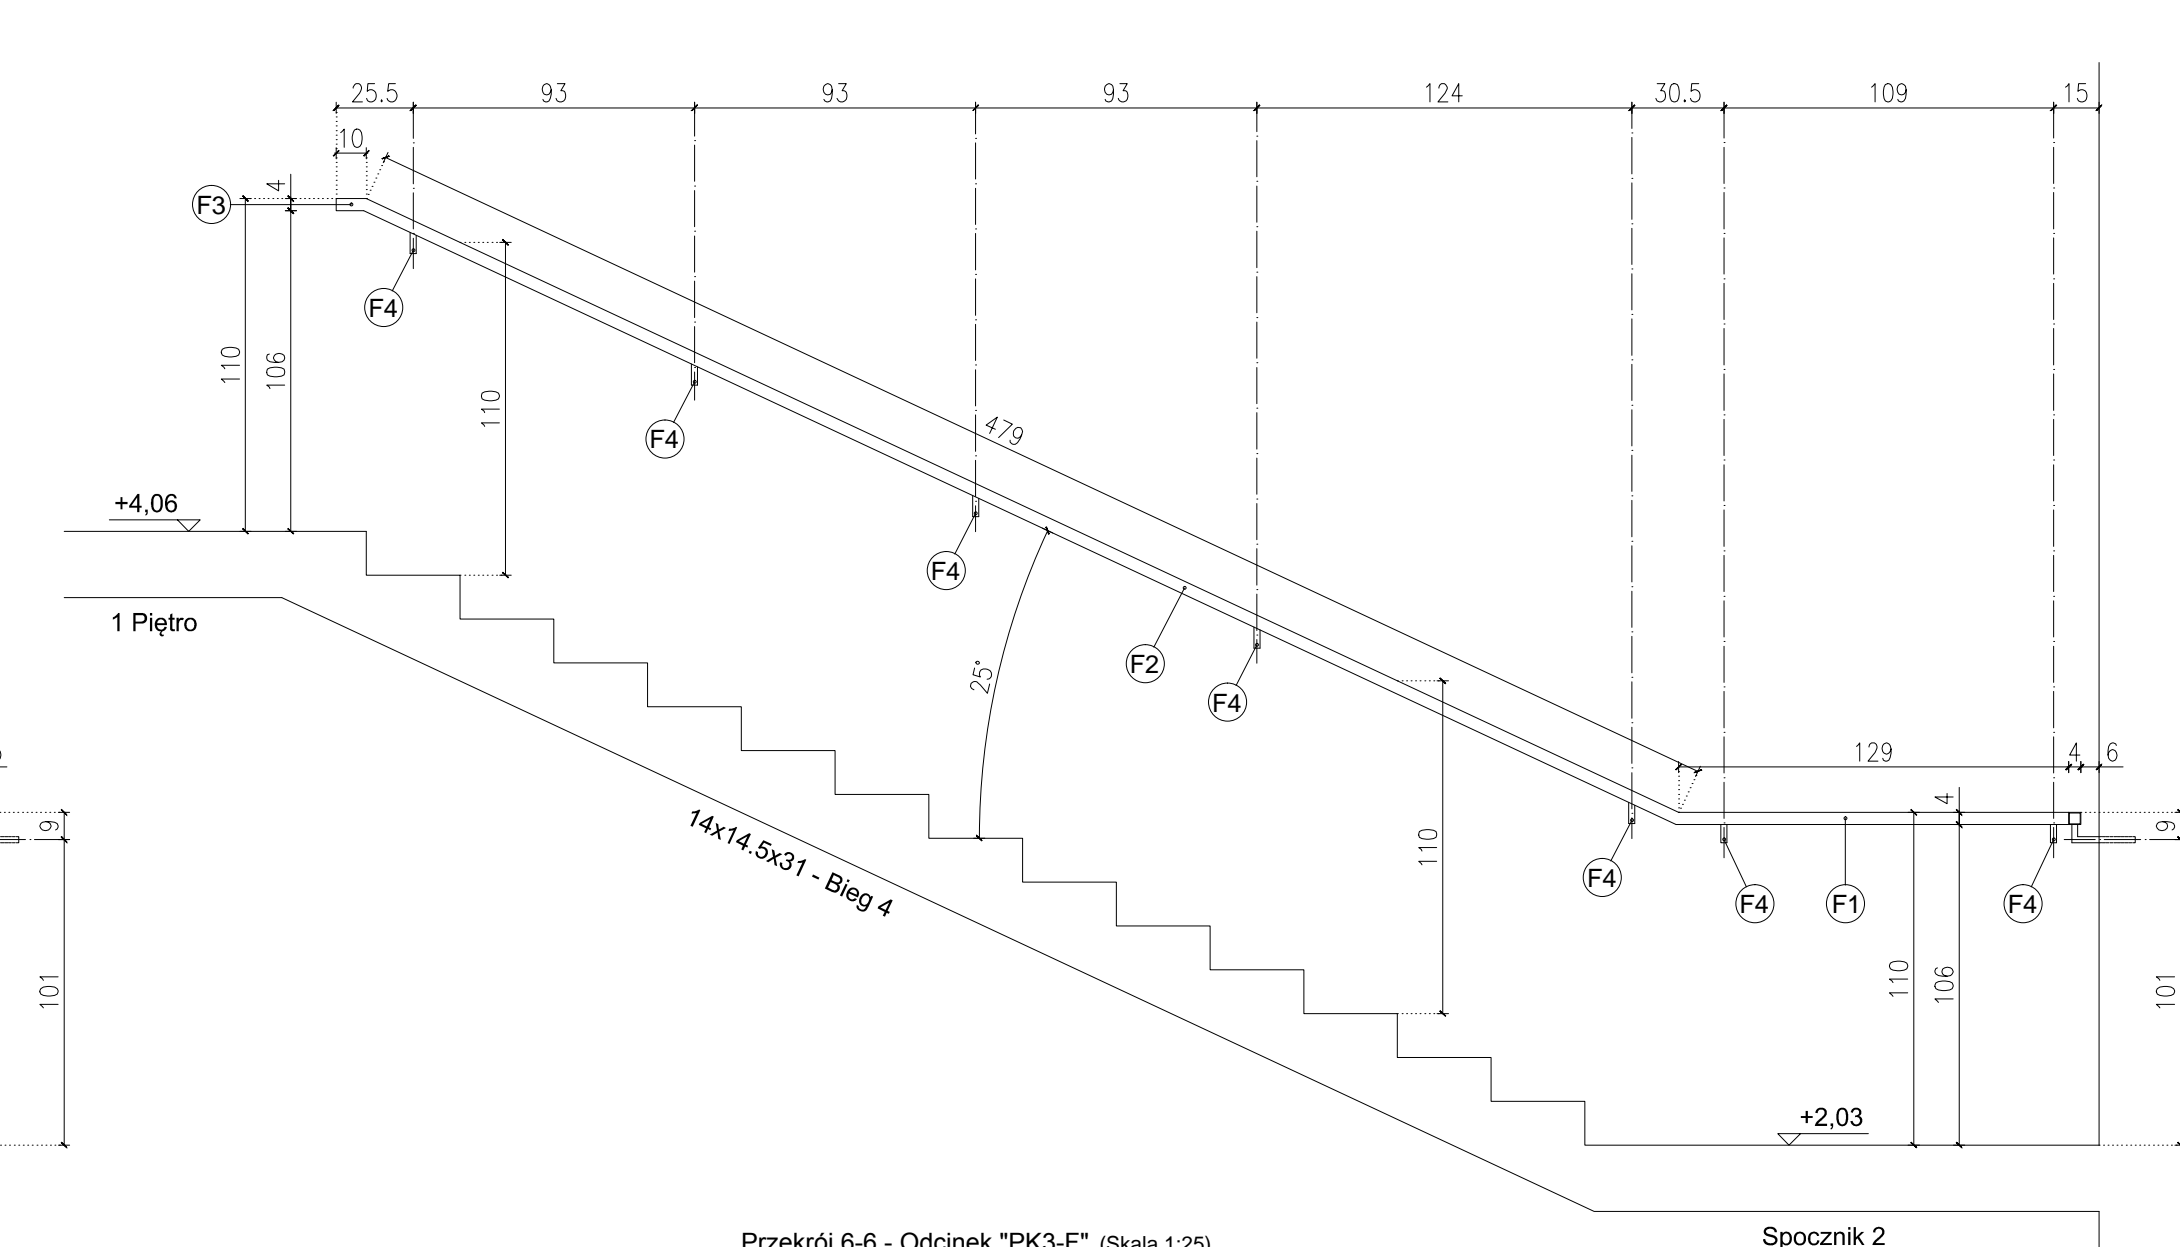 25.5 93 93 93 124 30.5 109 15
10
4
F3
F4
110
106
110
F4
479
+4,06
F4
1 Piętro
25°
F2
F4
129 4 6
4
9
9
14x14.5x31 - Bieg 4
110
F4
F4
F1
F4
101
110
106
101
+2,03
Przekrój 6-6 - Odcinek "PK3-F" (Skala 1:25)
Spocznik 2